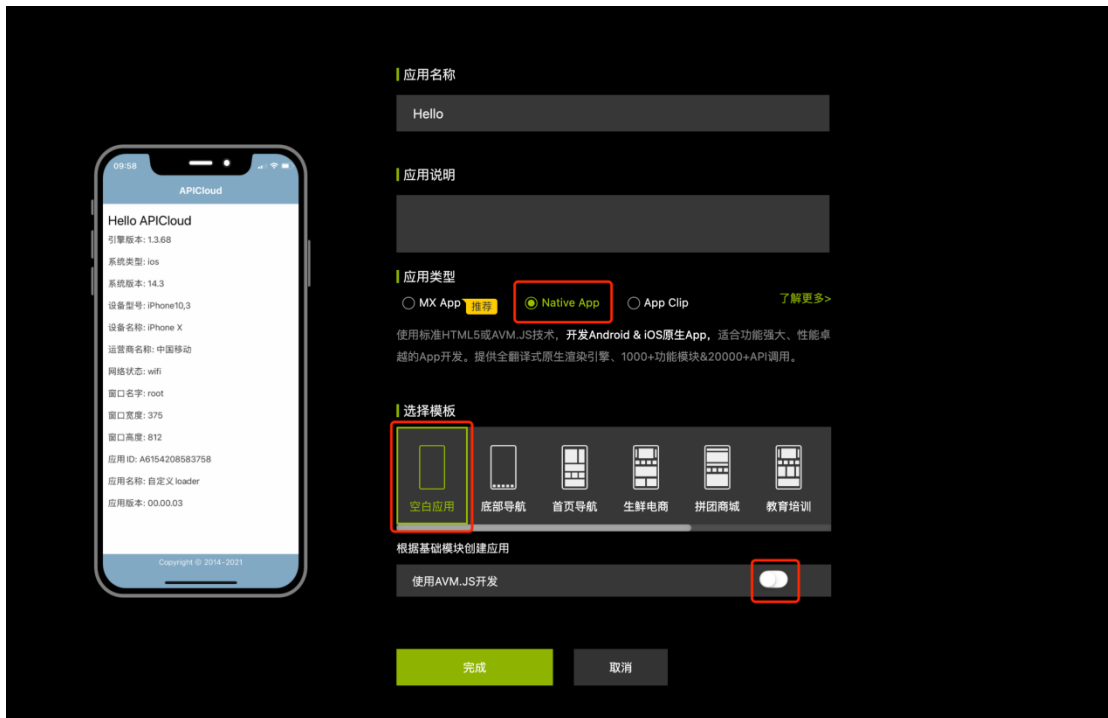 09:58
APICloud
Hello APICloud
引擎版本: 1.3.68
系统类型: ios
系统版本: 14.3
设备型号: iPhone10,3
设备名称: iPhone X
运营商名称: 中国移动
网络状态: wifi
窗口名字: root
窗口宽度: 375
窗口高度: 812
应用ID: A6154208583758
应用名称: 自定义 loader
应用版本: 00.00.03
Copyright © 2014-2021
应用名称
Hello
应用说明
应用类型
MX App 推荐 Native App App Clip 了解更多>
使用标准HTML5或AVM.JS技术，开发Android & iOS原生App，适合功能强大、性能卓
越的App开发。提供全翻译式原生渲染引擎、1000+功能模块&20000+API调用。
选择模板
空白应用 底部导航 首页导航 生鲜电商 拼团商城 教育培训
根据基础模块创建应用
使用AVM.JS开发
完成 取消